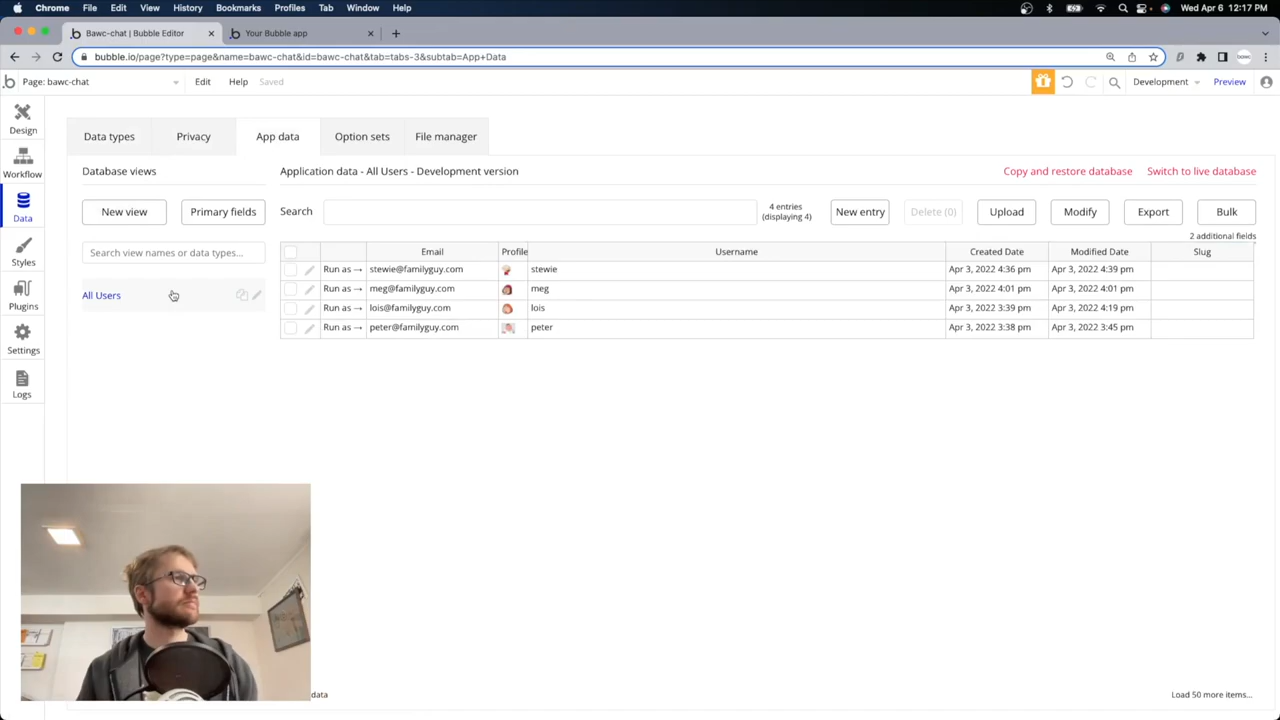 Chrome File Edit View History Bookmarks Profiles Tab Window Help Wed Apr 6 12:17 PM
Bawc-chat | Bubble Editor Your Bubble app
bubble.io/page?type=page&name=bawc-chat&id=bawc-chat&tab=tabs-3&subtab=App+Data
Page: bawc-chat Edit Help Saved Development Preview
Design
Workflow
Data
Styles
Plugins
Settings
Logs
Data types Privacy App data Option sets File manager
Database views
New view Primary fields
Search view names or data types...
All Users
Application data - All Users - Development version Copy and restore database Switch to live database
Search 4 entries
(displaying 4)
New entry Delete (0) Upload Modify Export Bulk
2 additional fields
Email Profile Username Created Date Modified Date Slug
Run as → stewie@familyguy.com stewie Apr 3, 2022 4:36 pm Apr 3, 2022 4:39 pm
Run as → meg@familyguy.com meg Apr 3, 2022 4:01 pm Apr 3, 2022 4:01 pm
Run as → lois@familyguy.com lois Apr 3, 2022 3:39 pm Apr 3, 2022 4:19 pm
Run as → peter@familyguy.com peter Apr 3, 2022 3:38 pm Apr 3, 2022 3:45 pm
data
Load 50 more items...